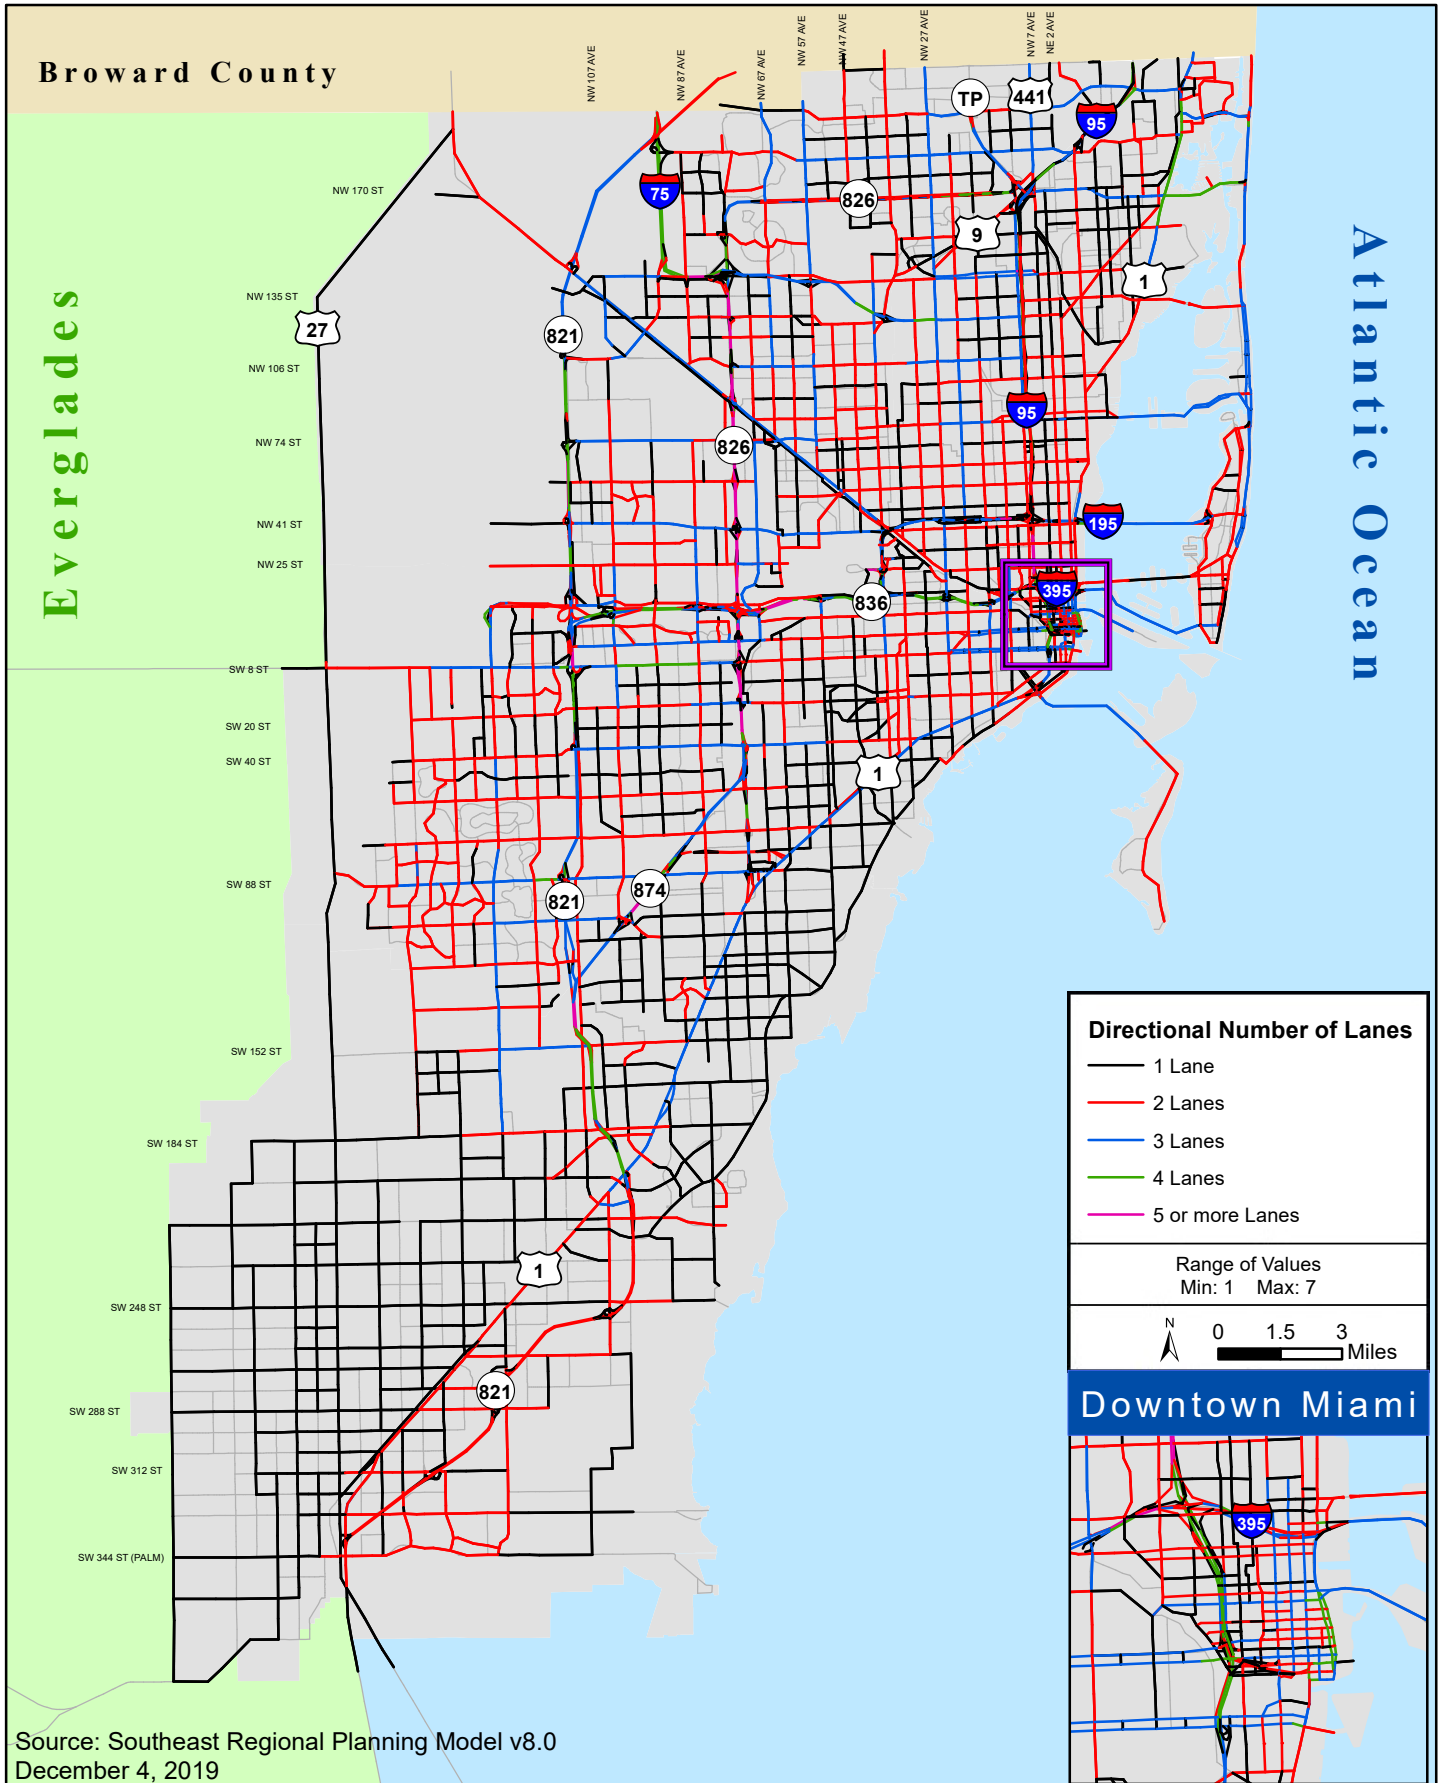 Broward County
NW 107 AVE
NW 87 AVE
NW 67 AVE
NW 57 AVE
NW 47 AVE
NW 27 AVE
NW 7 AVE
NE 2 AVE
TP
441
95
NW 170 ST
75
826
9
Everglades
Atlantic Ocean
1
NW 135 ST
27
821
NW 106 ST
95
NW 74 ST
826
NW 41 ST
195
NW 25 ST
395
836
SW 8 ST
SW 20 ST
SW 40 ST
1
SW 88 ST
874
821
SW 152 ST
SW 184 ST
1
SW 248 ST
821
SW 288 ST
SW 312 ST
SW 344 ST (PALM)
Directional Number of Lanes
1 Lane
2 Lanes
3 Lanes
4 Lanes
5 or more Lanes
Range of Values
Min: 1 Max: 7
N
0 1.5 3
Miles
Downtown Miami
395
Source: Southeast Regional Planning Model v8.0
December 4, 2019